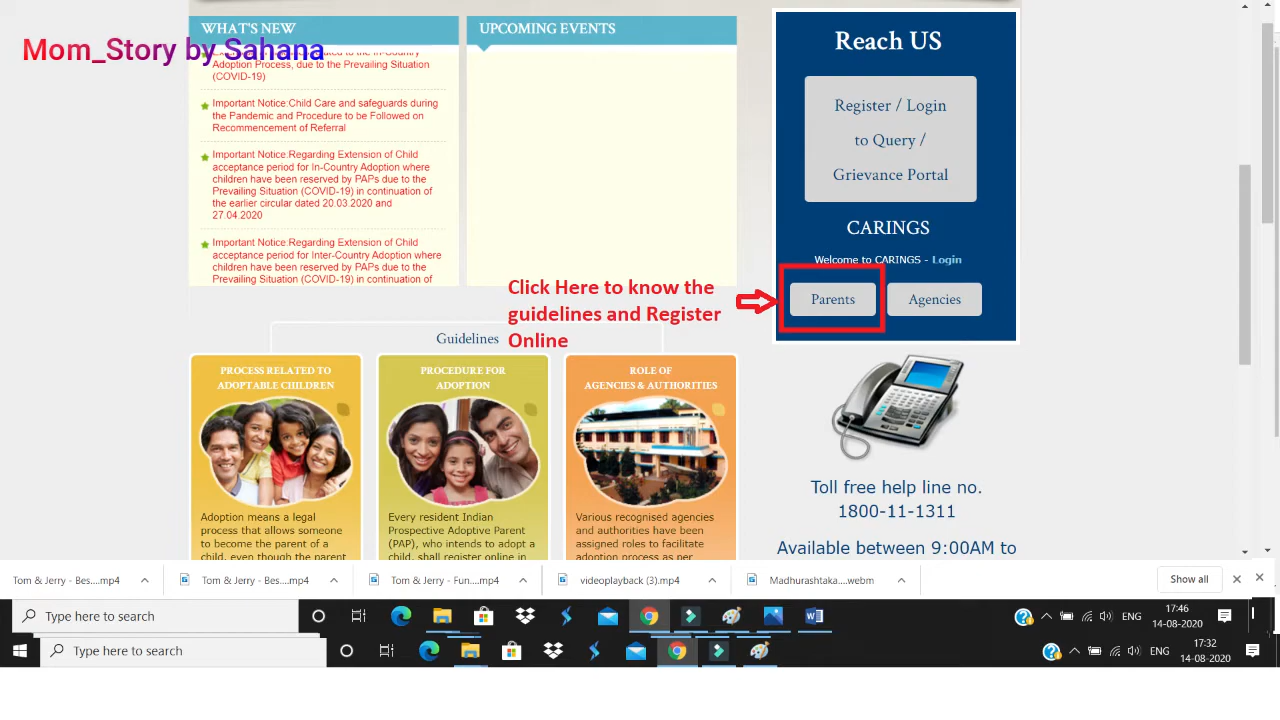 WHAT'S NEW
UPCOMING EVENTS
Mom_Story by Sahana
Adoption Process, due to the Prevailing Situation
(COVID-19)
Important Notice:Child Care and safeguards during
the Pandemic and Procedure to be Followed on
Recommencement of Referral
Important Notice:Regarding Extension of Child
acceptance period for In-Country Adoption where
children have been reserved by PAPs due to the
Prevailing Situation (COVID-19) in continuation of
the earlier circular dated 20.03.2020 and
27.04.2020
Important Notice:Regarding Extension of Child
acceptance period for Inter-Country Adoption where
children have been reserved by PAPs due to the
Prevailing Situation (COVID-19) in continuation of
Reach US
Register / Login
to Query /
Grievance Portal
CARINGS
Welcome to CARINGS - Login
Parents
Agencies
Click Here to know the
guidelines and Register
Online
Guidelines
PROCESS RELATED TO
ADOPTABLE CHILDREN
Adoption means a legal
process that allows someone
to become the parent of a
child, even though the parent
PROCEDURE FOR
ADOPTION
Every resident Indian
Prospective Adoptive Parent
(PAP), who intends to adopt a
child, shall register online in
ROLE OF
AGENCIES & AUTHORITIES
Various recognised agencies
and authorities have been
assigned roles to facilitate
adoption process as per
Toll free help line no.
1800-11-1311
Available between 9:00AM to
Tom & Jerry - Bes....mp4
Tom & Jerry - Bes....mp4
Tom & Jerry - Fun....mp4
videoplayback (3).mp4
Madhurashtaka....webm
Show all
Type here to search
ENG
17:46
14-08-2020
Type here to search
ENG
17:32
14-08-2020